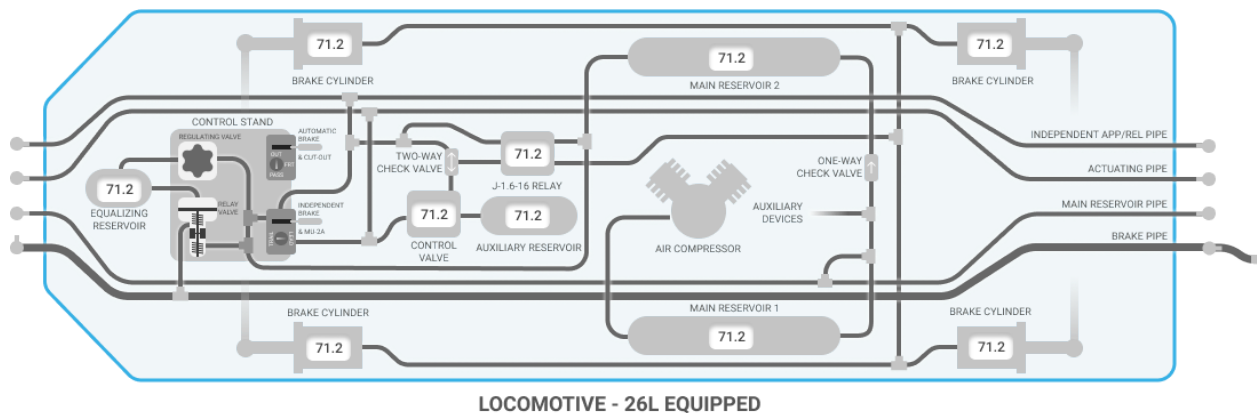 71.2
71.2
71.2
BRAKE CYLINDER
MAIN RESERVOIR 2
BRAKE CYLINDER
CONTROL STAND
REGULATING VALVE
AUTOMATIC
BRAKE
& CUT-OUT
OUT
FRT
PASS
TWO-WAY
CHECK VALVE
71.2
J-1.6-16 RELAY
ONE-WAY
CHECK VALVE
INDEPENDENT APP/REL PIPE
71.2
EQUALIZING
RESERVOIR
RELAY
VALVE
INDEPENDENT
BRAKE
& MU-2A
71.2
CONTROL
VALVE
71.2
AUXILIARY RESERVOIR
AIR COMPRESSOR
AUXILIARY
DEVICES
ACTUATING PIPE
MAIN RESERVOIR PIPE
BRAKE PIPE
BRAKE CYLINDER
MAIN RESERVOIR 1
BRAKE CYLINDER
71.2
71.2
71.2
LOCOMOTIVE - 26L EQUIPPED